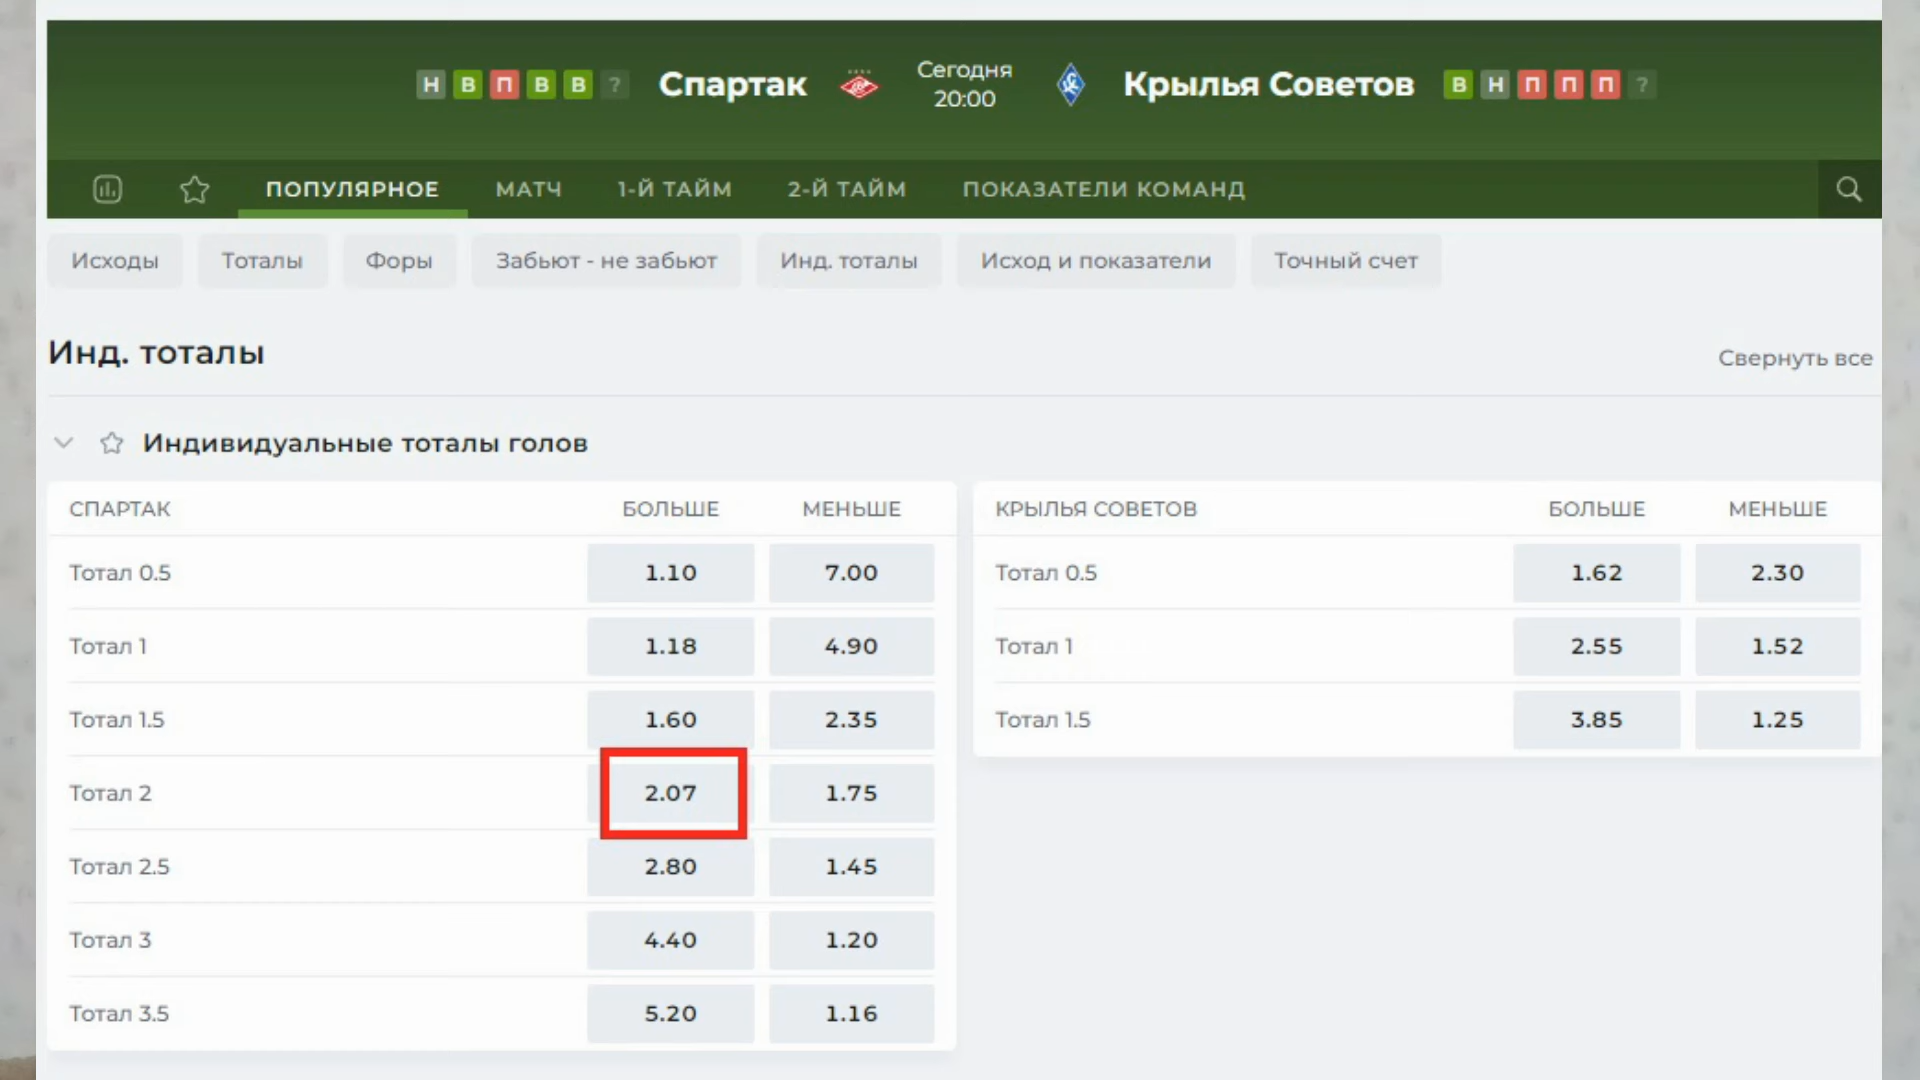 Н В П В В ? Спартак Сегодня 20:00 Крылья Советов В Н П П П ?
ПОПУЛЯРНОЕ МАТЧ 1-Й ТАЙМ 2-Й ТАЙМ ПОКАЗАТЕЛИ КОМАНД
Исходы Тоталы Форы Забьют - не забьют Инд. тоталы Исход и показатели Точный счет
Инд. тоталы
Свернуть все
Индивидуальные тоталы голов
СПАРТАК БОЛЬШЕ МЕНЬШЕ
Тотал 0.5 1.10 7.00
Тотал 1 1.18 4.90
Тотал 1.5 1.60 2.35
Тотал 2 2.07 1.75
Тотал 2.5 2.80 1.45
Тотал 3 4.40 1.20
Тотал 3.5 5.20 1.16
КРЫЛЬЯ СОВЕТОВ БОЛЬШЕ МЕНЬШЕ
Тотал 0.5 1.62 2.30
Тотал 1 2.55 1.52
Тотал 1.5 3.85 1.25